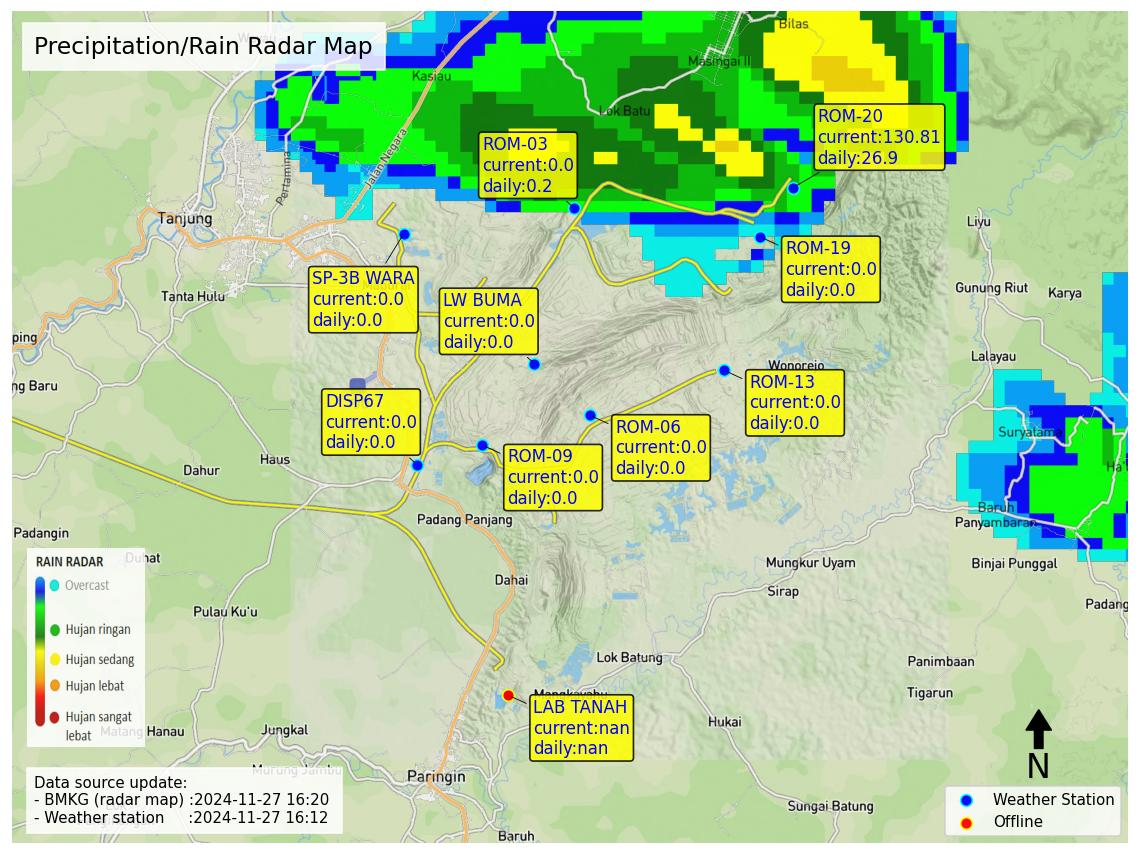 Bilas
Precipitation/Rain Radar Map
Masingai II
Kasiau
Lok Batu
ROM-20
current:130.81
daily:26.9
ROM-03
current:0.0
daily:0.2
Jalan Negara
Pertamina
Tanjung
Liyu
ROM-19
current:0.0
daily:0.0
SP-3B WARA
current:0.0
daily:0.0
Tanta Hulu
LW BUMA
current:0.0
daily:0.0
Gunung Riut
Karya
ping
Lalayau
Wonorejo
ng Baru
ROM-13
current:0.0
daily:0.0
DISP67
current:0.0
daily:0.0
ROM-06
current:0.0
daily:0.0
Suryatama
ROM-09
current:0.0
daily:0.0
Haus
Dahur
Ha
Baruh
Panyambaran
Padang Panjang
Padangin
Duhat
Mungkur Uyam
Binjai Punggal
RAIN RADAR
Overcast
Hujan ringan
Hujan sedang
Hujan lebat
Hujan sangat
lebat
Dahai
Sirap
Padang
Pulau Ku'u
Lok Batung
Panimbaan
Tigarun
Mangkayahu
LAB TANAH
current:nan
daily:nan
Hukai
Matang Hanau
Jungkal
Murung Jambu
Paringin
N
Data source update:
- BMKG (radar map) :2024-11-27 16:20
- Weather station :2024-11-27 16:12
Weather Station
Offline
Sungai Batung
Baruh